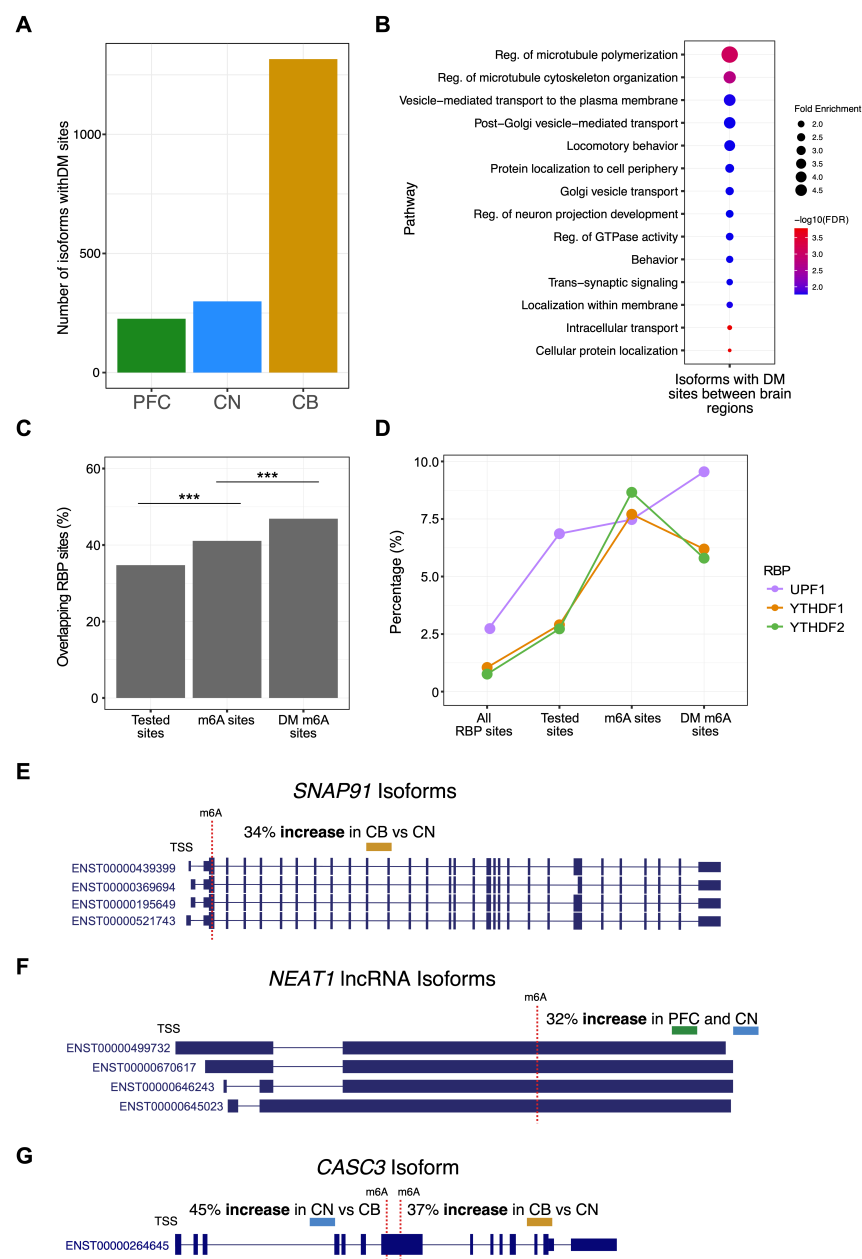 A
Number of isoforms withDM sites
1000
500
0
PFC
CN
CB
B
Pathway
Reg. of microtubule polymerization
Reg. of microtubule cytoskeleton organization
Vesicle−mediated transport to the plasma membrane
Post−Golgi vesicle−mediated transport
Locomotory behavior
Protein localization to cell periphery
Golgi vesicle transport
Reg. of neuron projection development
Reg. of GTPase activity
Behavior
Trans−synaptic signaling
Localization within membrane
Intracellular transport
Cellular protein localization
Isoforms with DM
sites between brain
regions
Fold Enrichment
2.0
2.5
3.0
3.5
4.0
4.5
−log10(FDR)
3.5
3.0
2.5
2.0
C
Overlapping RBP sites (%)
60
40
20
0
***
***
Tested
sites
m6A sites
DM m6A
sites
D
Percentage (%)
10.0
7.5
5.0
2.5
0
All
RBP sites
Tested
sites
m6A sites
DM m6A
sites
RBP
UPF1
YTHDF1
YTHDF2
E
SNAP91 Isoforms
m6A
34% increase in CB vs CN
TSS
ENST00000439399
ENST00000369694
ENST00000195649
ENST00000521743
F
NEAT1 lncRNA Isoforms
m6A
32% increase in PFC and CN
TSS
ENST00000499732
ENST00000670617
ENST00000646243
ENST00000645023
G
CASC3 Isoform
m6A
m6A
45% increase in CN vs CB
37% increase in CB vs CN
TSS
ENST00000264645